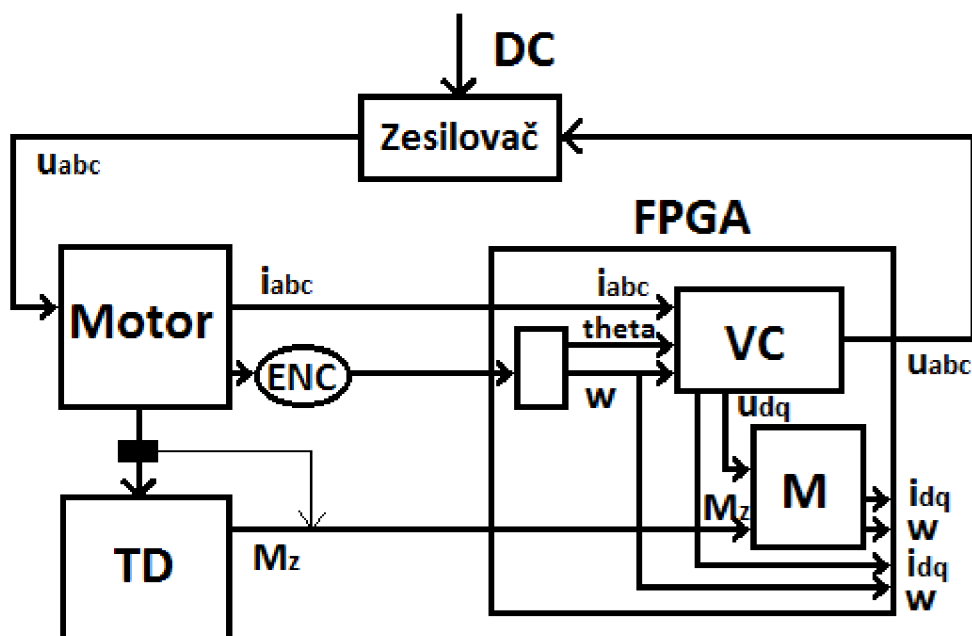 DC
Zesilovač
uabc
FPGA
Motor
iabc
iabc
theta
VC
ENC
w
uabc
udq
M
Mz
idq
w
TD
Mz
idq
w